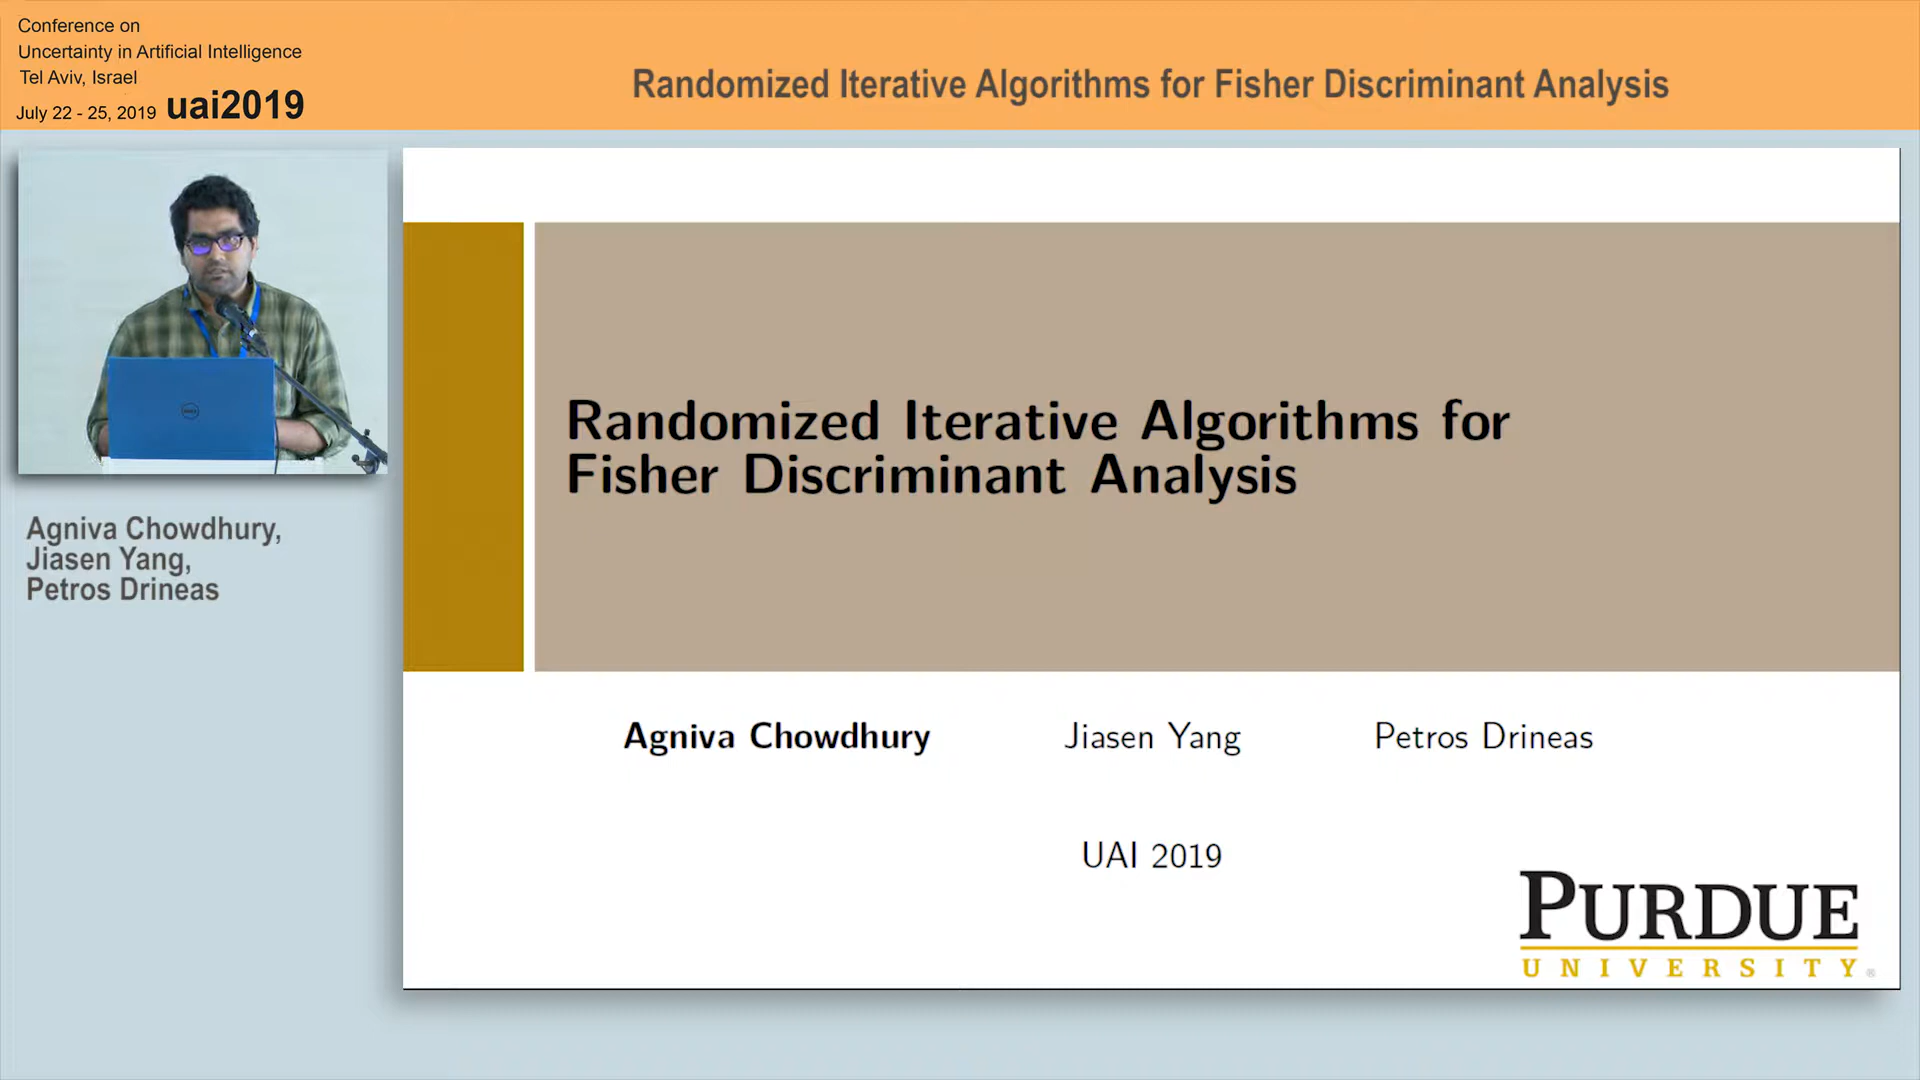 Conference on
Uncertainty in Artificial Intelligence
Tel Aviv, Israel
July 22 - 25, 2019 uai2019
Randomized Iterative Algorithms for Fisher Discriminant Analysis
Agniva Chowdhury,
Jiasen Yang,
Petros Drineas
Randomized Iterative Algorithms for
Fisher Discriminant Analysis
Agniva Chowdhury Jiasen Yang Petros Drineas
UAI 2019
PURDUE
UNIVERSITY®